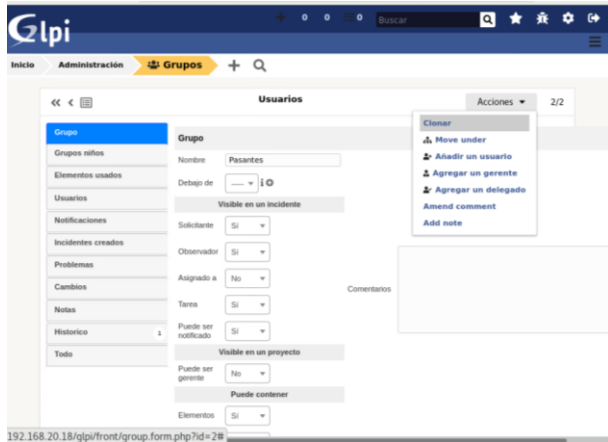 Glpi
0 0 0 Buscar
Inicio Administración Grupos
Usuarios Acciones 2/2
Clonar
Move under
Añadir un usuario
Agregar un gerente
Agregar un delegado
Amend comment
Add note
Grupo
Grupos niños
Elementos usados
Usuarios
Notificaciones
Incidentes creados
Problemas
Cambios
Notas
Historico 1
Todo
Grupo
Nombre Pasantes
Debajo de ---- i
Visible en un incidente
Solicitante Si
Observador Si
Asignado a No
Tarea Si
Puede ser notificado Si
Comentarios
Visible en un proyecto
Puede ser gerente No
Puede contener
Elementos Si
192.168.20.18/glpi/front/group.form.php?id=2#